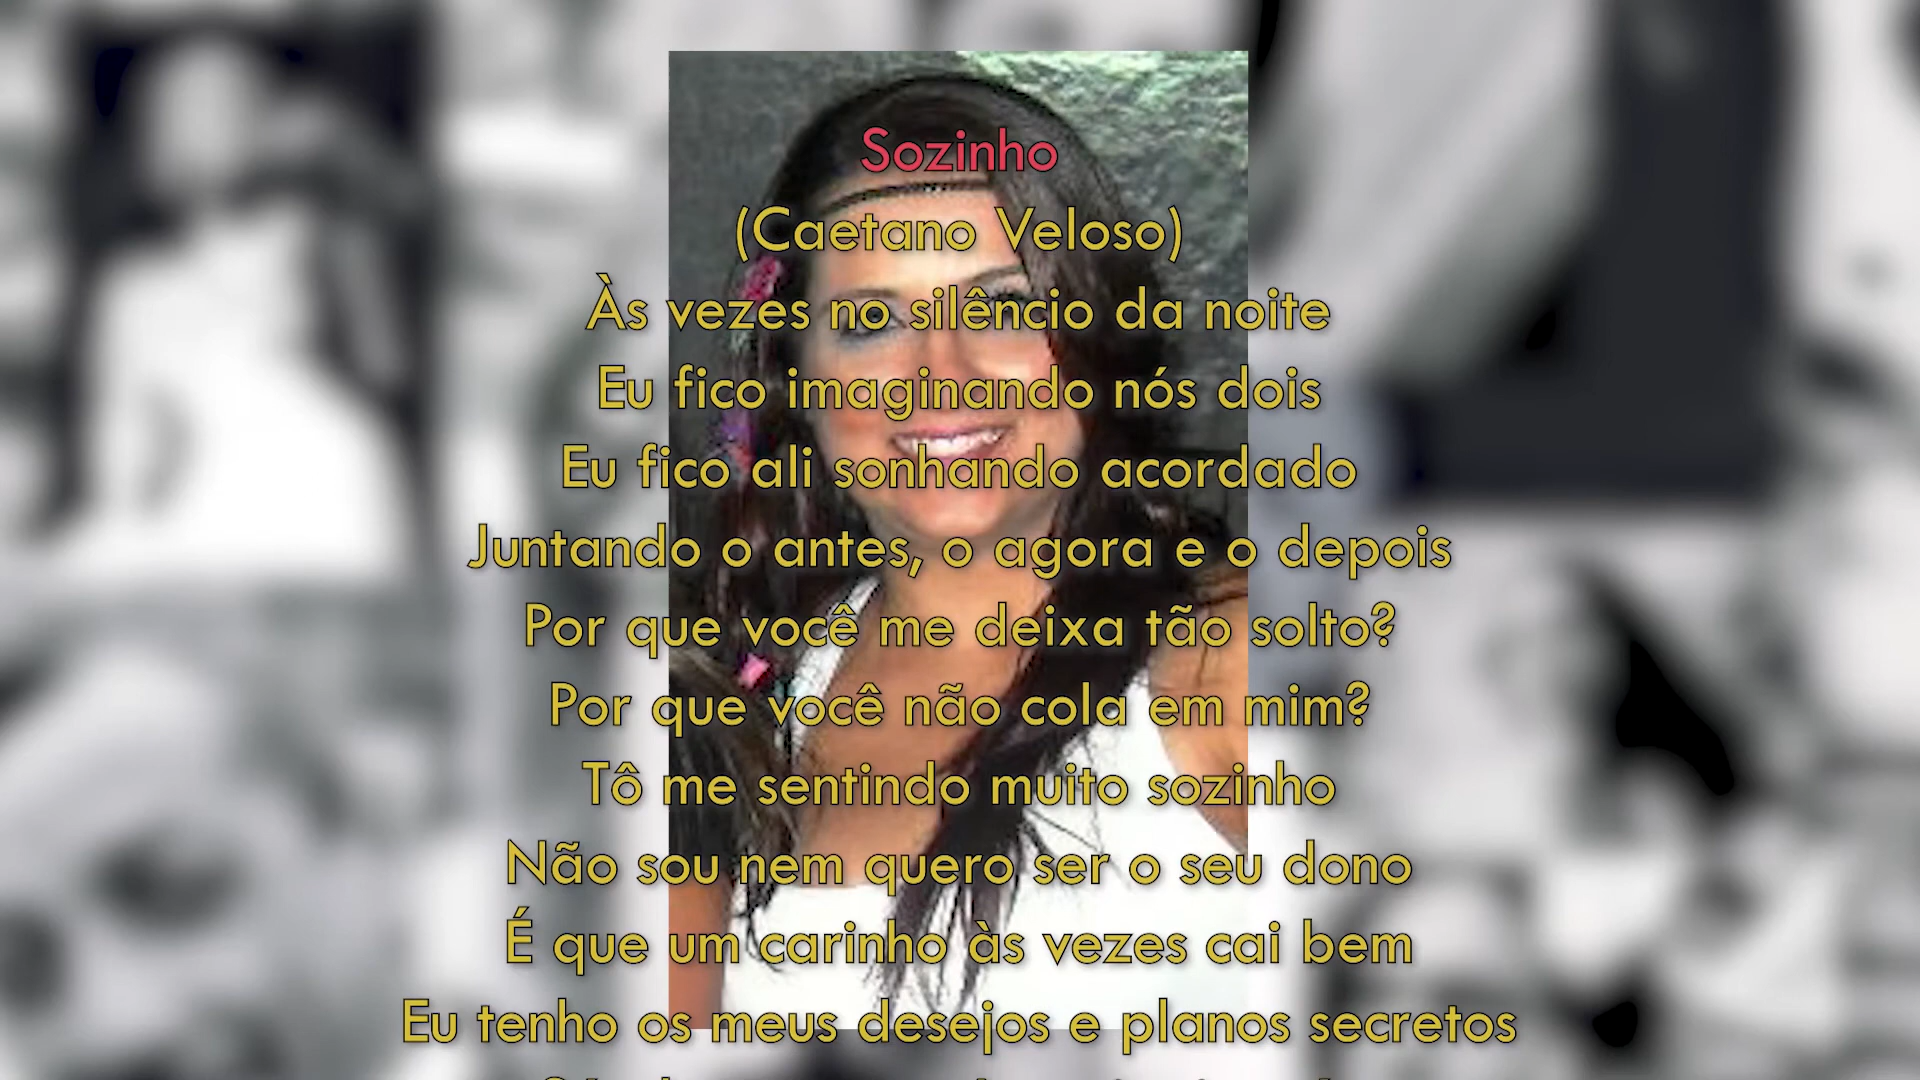 Sozinho
(Caetano Veloso)
Às vezes no silêncio da noite
Eu fico imaginando nós dois
Eu fico ali sonhando acordado
Juntando o antes, o agora e o depois
Por que você me deixa tão solto?
Por que você não cola em mim?
Tô me sentindo muito sozinho
Não sou nem quero ser o seu dono
É que um carinho às vezes cai bem
Eu tenho os meus desejos e planos secretos